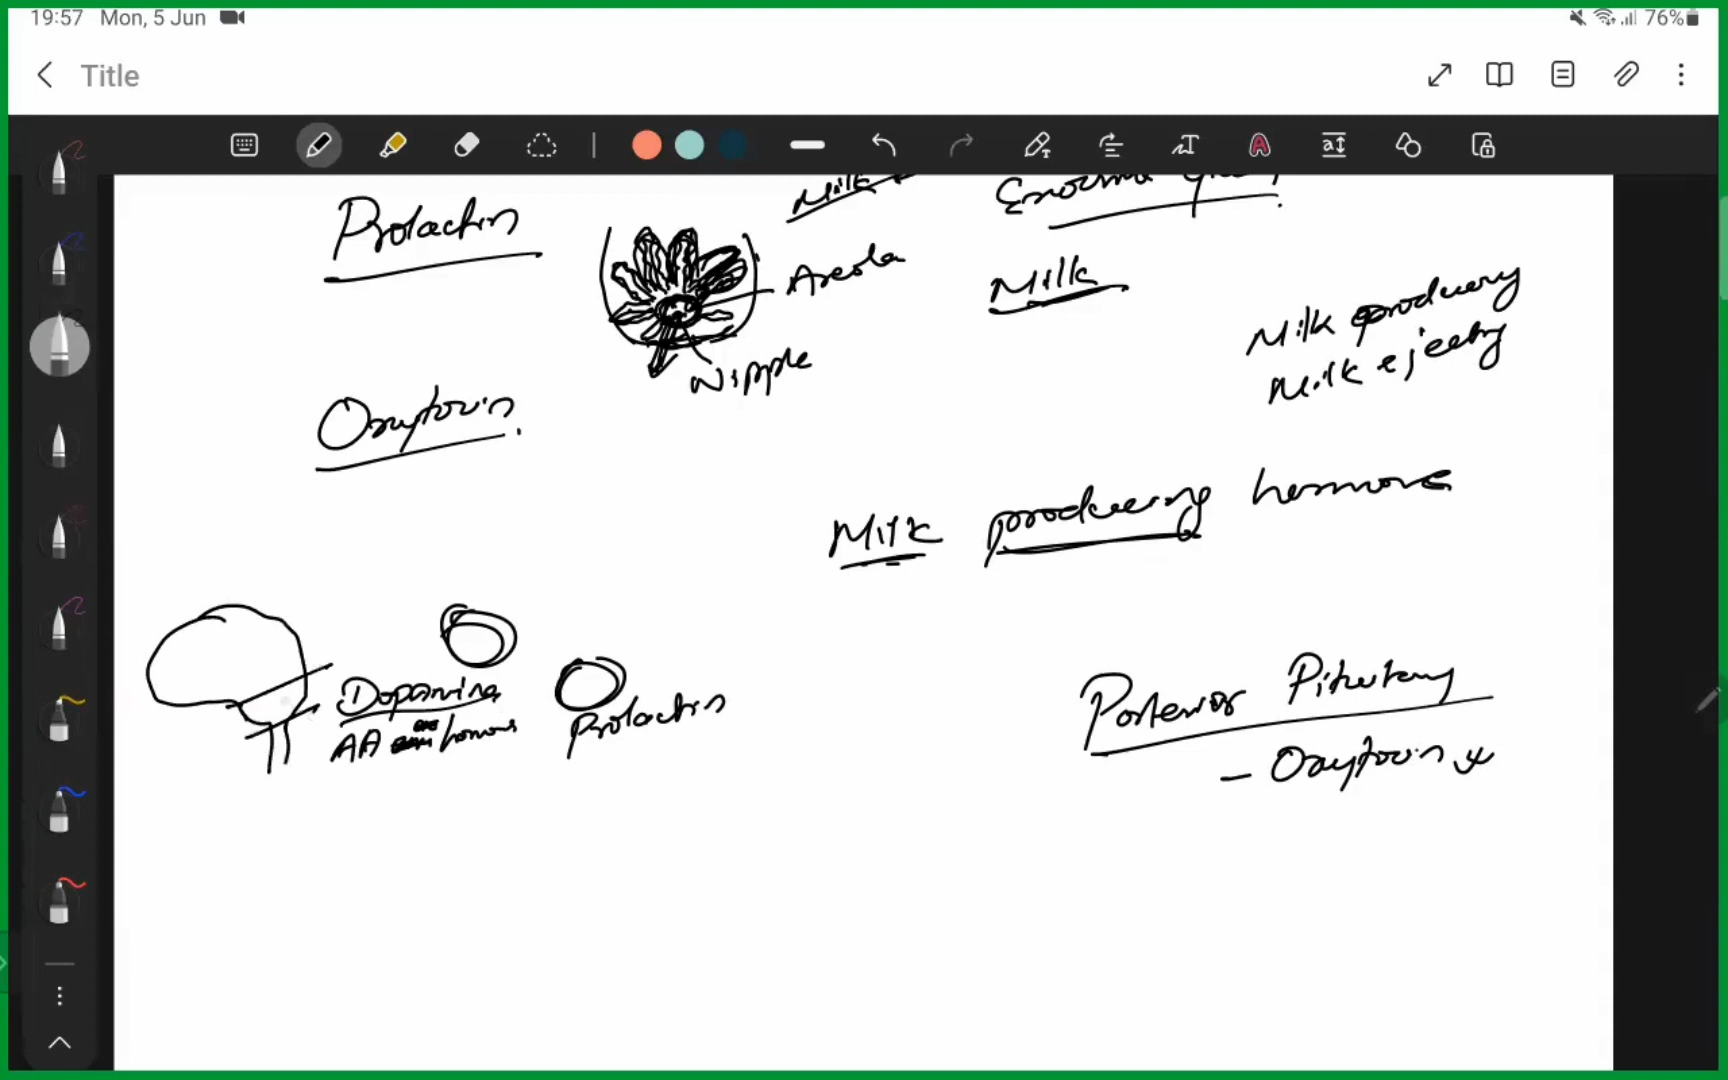 19:57 Mon, 5 Jun
76%
Title
Milk
Prolactin
Areola
Milk
Nipple
Milk producing
Milk ejecting
Oxytocin.
Milk producing hormone
Dopamine
AA hormone
Prolactin
Posterior Pituitary
- Oxytocin